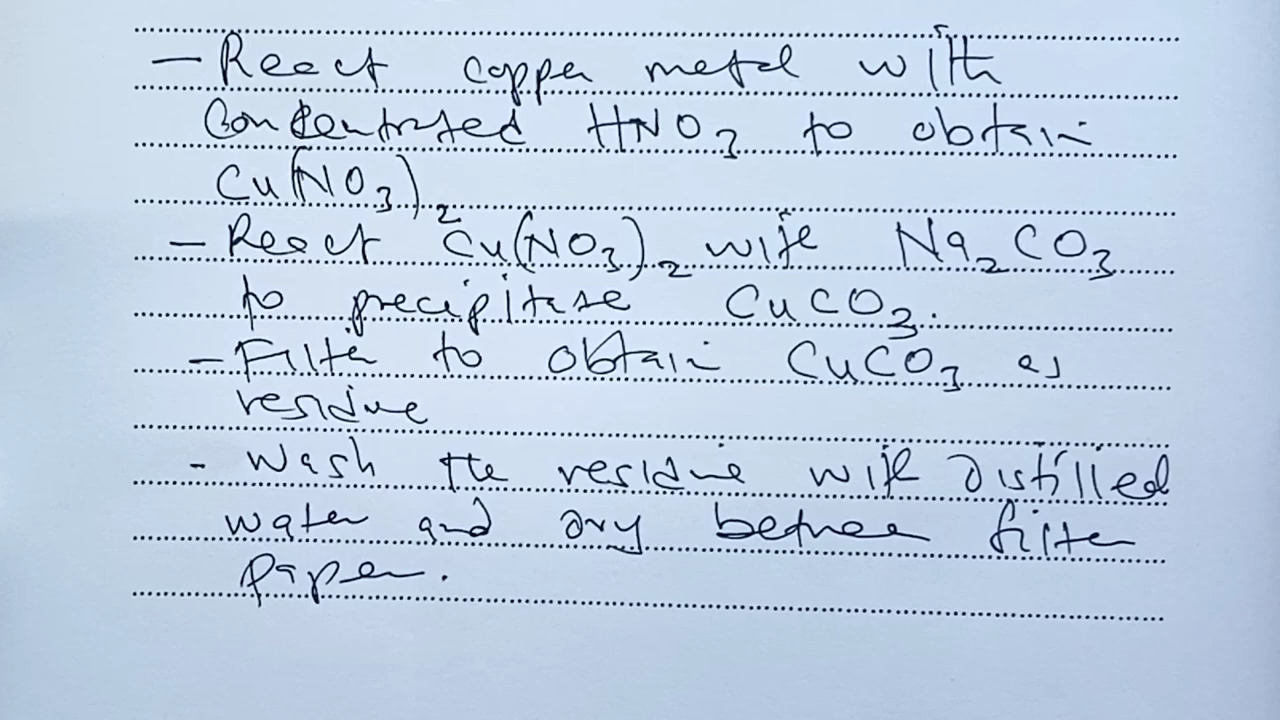 - React copper metal with
Concentrated HNO3 to obtain
Cu(NO3)2
- React Cu(NO3)2 with Na2CO3
to precipitate CuCO3.
- Filter to obtain CuCO3 as
residue
- Wash the residue with distilled
water and dry between filter
paper.